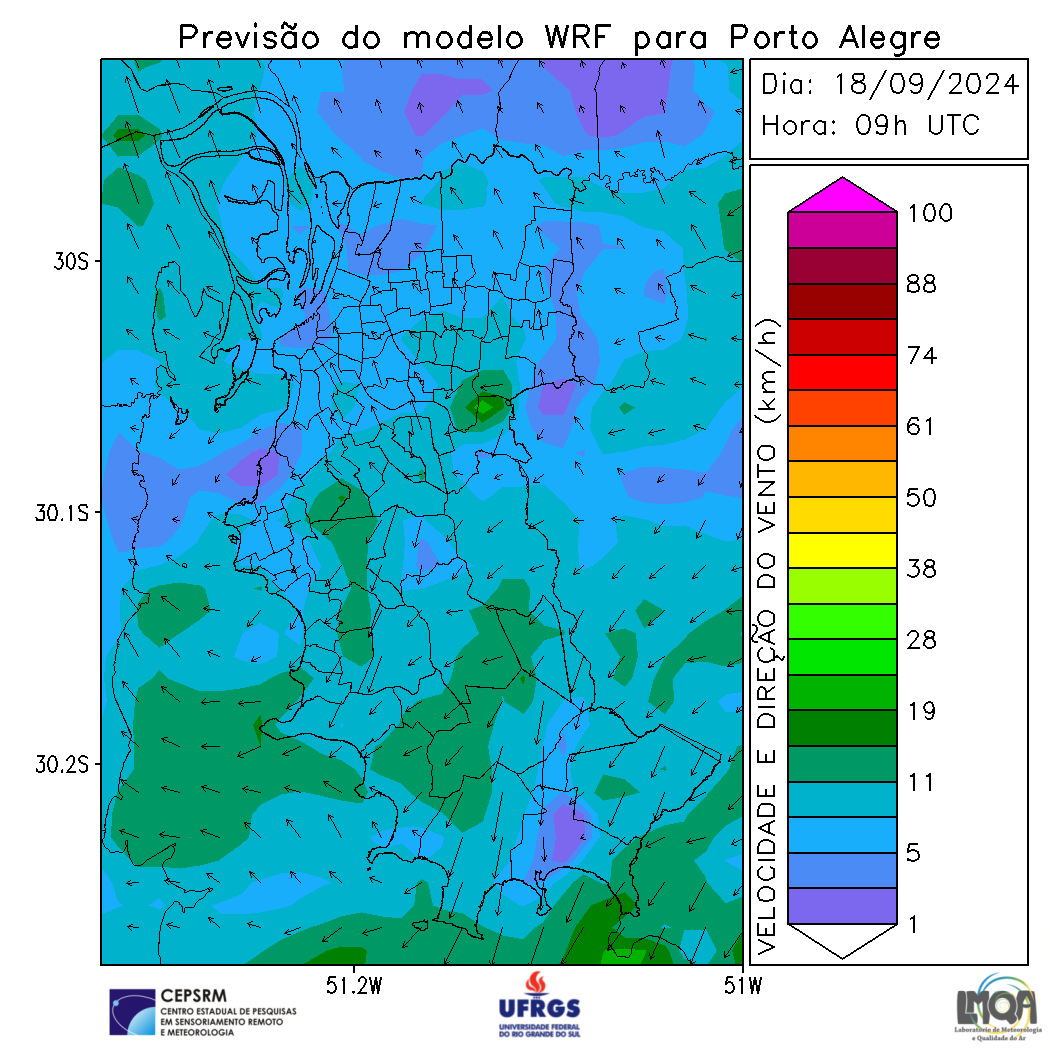 Previsão do modelo WRF para Porto Alegre
Dia: 18/09/2024
Hora: 09h UTC
30S
30.1S
30.2S
51.2W
51W
VELOCIDADE E DIREÇÃO DO VENTO (km/h)
100
88
74
61
50
38
28
19
11
5
1
CEPSRM
CENTRO ESTADUAL DE PESQUISAS
EM SENSORIAMENTO REMOTO
E METEOROLOGIA
UFRGS
UNIVERSIDADE FEDERAL
DO RIO GRANDE DO SUL
LMQA
Laboratório de Meteorologia
e Qualidade do Ar